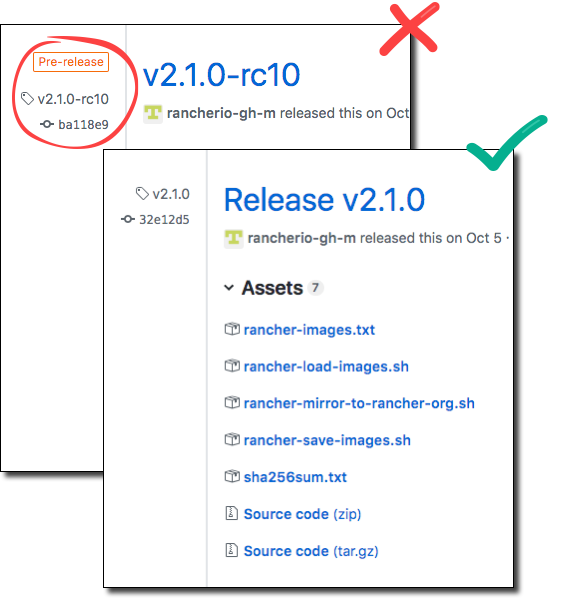 Pre-release
v2.1.0-rc10
ba118e9
v2.1.0-rc10
rancherio-gh-m released this on Oct
v2.1.0
32e12d5
Release v2.1.0
rancherio-gh-m released this on Oct 5 ·
Assets 7
rancher-images.txt
rancher-load-images.sh
rancher-mirror-to-rancher-org.sh
rancher-save-images.sh
sha256sum.txt
Source code (zip)
Source code (tar.gz)